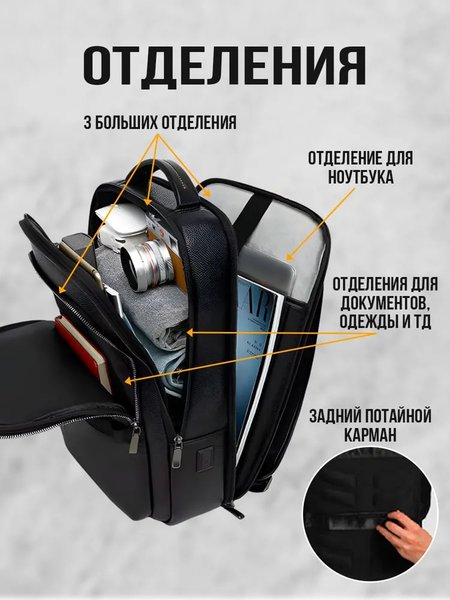 ОТДЕЛЕНИЯ
3 БОЛЬШИХ ОТДЕЛЕНИЯ
ОТДЕЛЕНИЕ ДЛЯ
НОУТБУКА
ОТДЕЛЕНИЯ ДЛЯ
ДОКУМЕНТОВ,
ОДЕЖДЫ И ТД
ЗАДНИЙ ПОТАЙНОЙ
КАРМАН